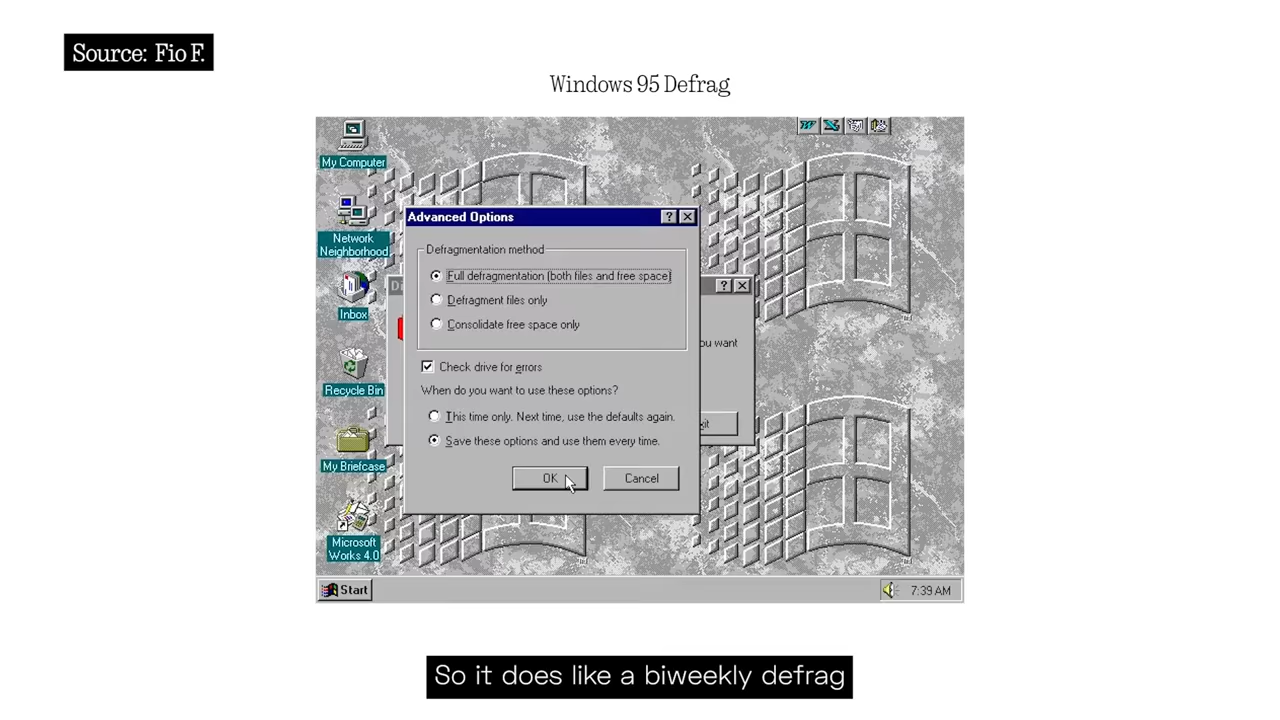 Source: Fio F.
Windows 95 Defrag
My Computer
Network
Neighborhood
Inbox
Recycle Bin
My Briefcase
Microsoft
Works 4.0
Advanced Options
Defragmentation method
Full defragmentation (both files and free space)
Defragment files only
Consolidate free space only
ou want
Check drive for errors
When do you want to use these options?
This time only. Next time, use the defaults again.
Save these options and use them every time.
OK
Cancel
Start
7:39 AM
So it does like a biweekly defrag